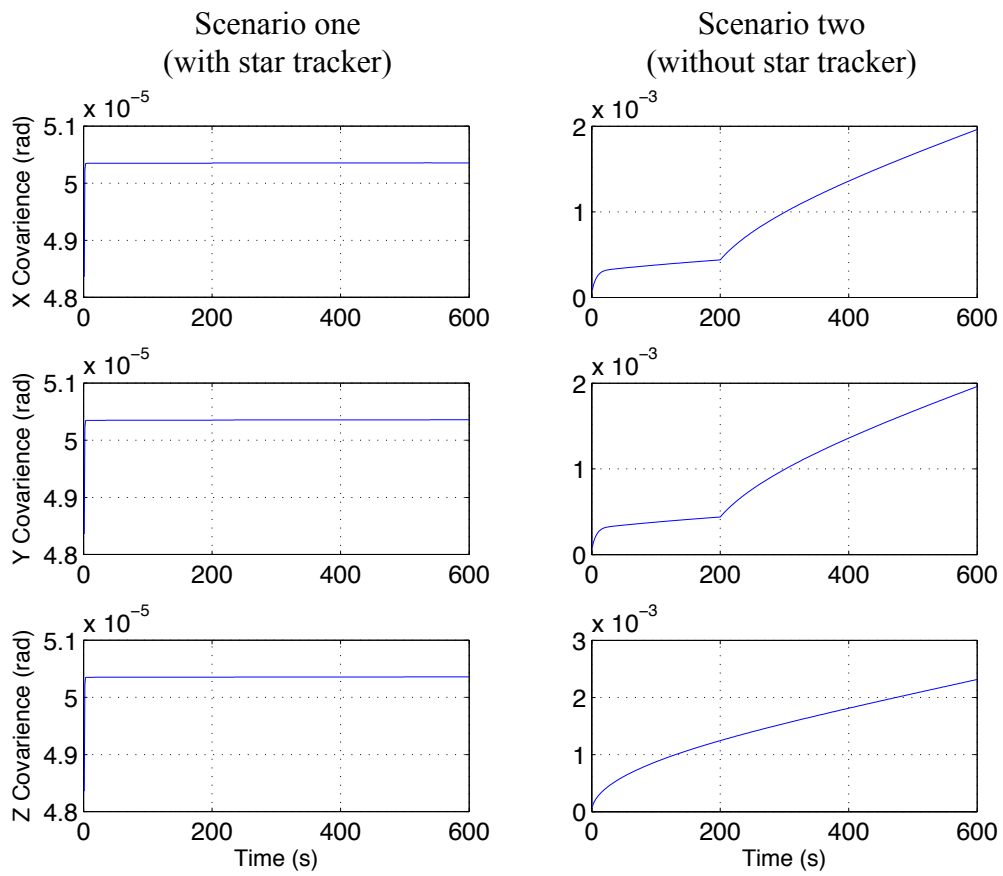 Scenario one
(with star tracker)
Scenario two
(without star tracker)
x 10⁻⁵
5.1
5
4.9
4.8
0 200 400 600
X Covarience (rad)
x 10⁻³
2
1
0
0 200 400 600
x 10⁻⁵
5.1
5
4.9
4.8
0 200 400 600
Y Covarience (rad)
x 10⁻³
2
1
0
0 200 400 600
x 10⁻⁵
5.1
5
4.9
4.8
0 200 400 600
Z Covarience (rad)
Time (s)
x 10⁻³
3
2
1
0
0 200 400 600
Time (s)